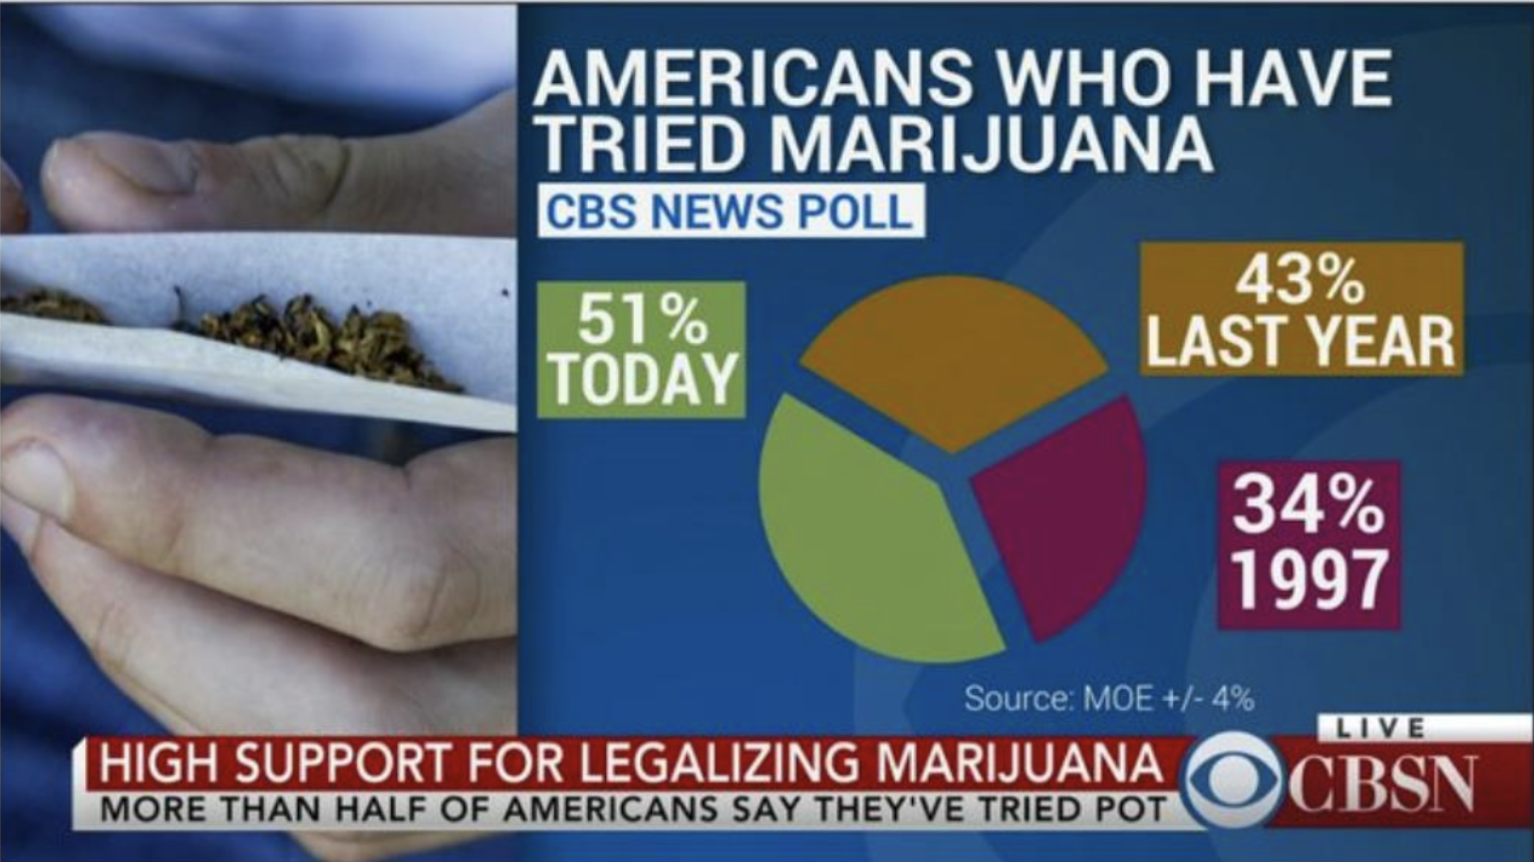 AMERICANS WHO HAVE
TRIED MARIJUANA
CBS NEWS POLL
51%
TODAY
43%
LAST YEAR
34%
1997
Source: MOE +/- 4%
LIVE
HIGH SUPPORT FOR LEGALIZING MARIJUANA
MORE THAN HALF OF AMERICANS SAY THEY'VE TRIED POT
CBSN